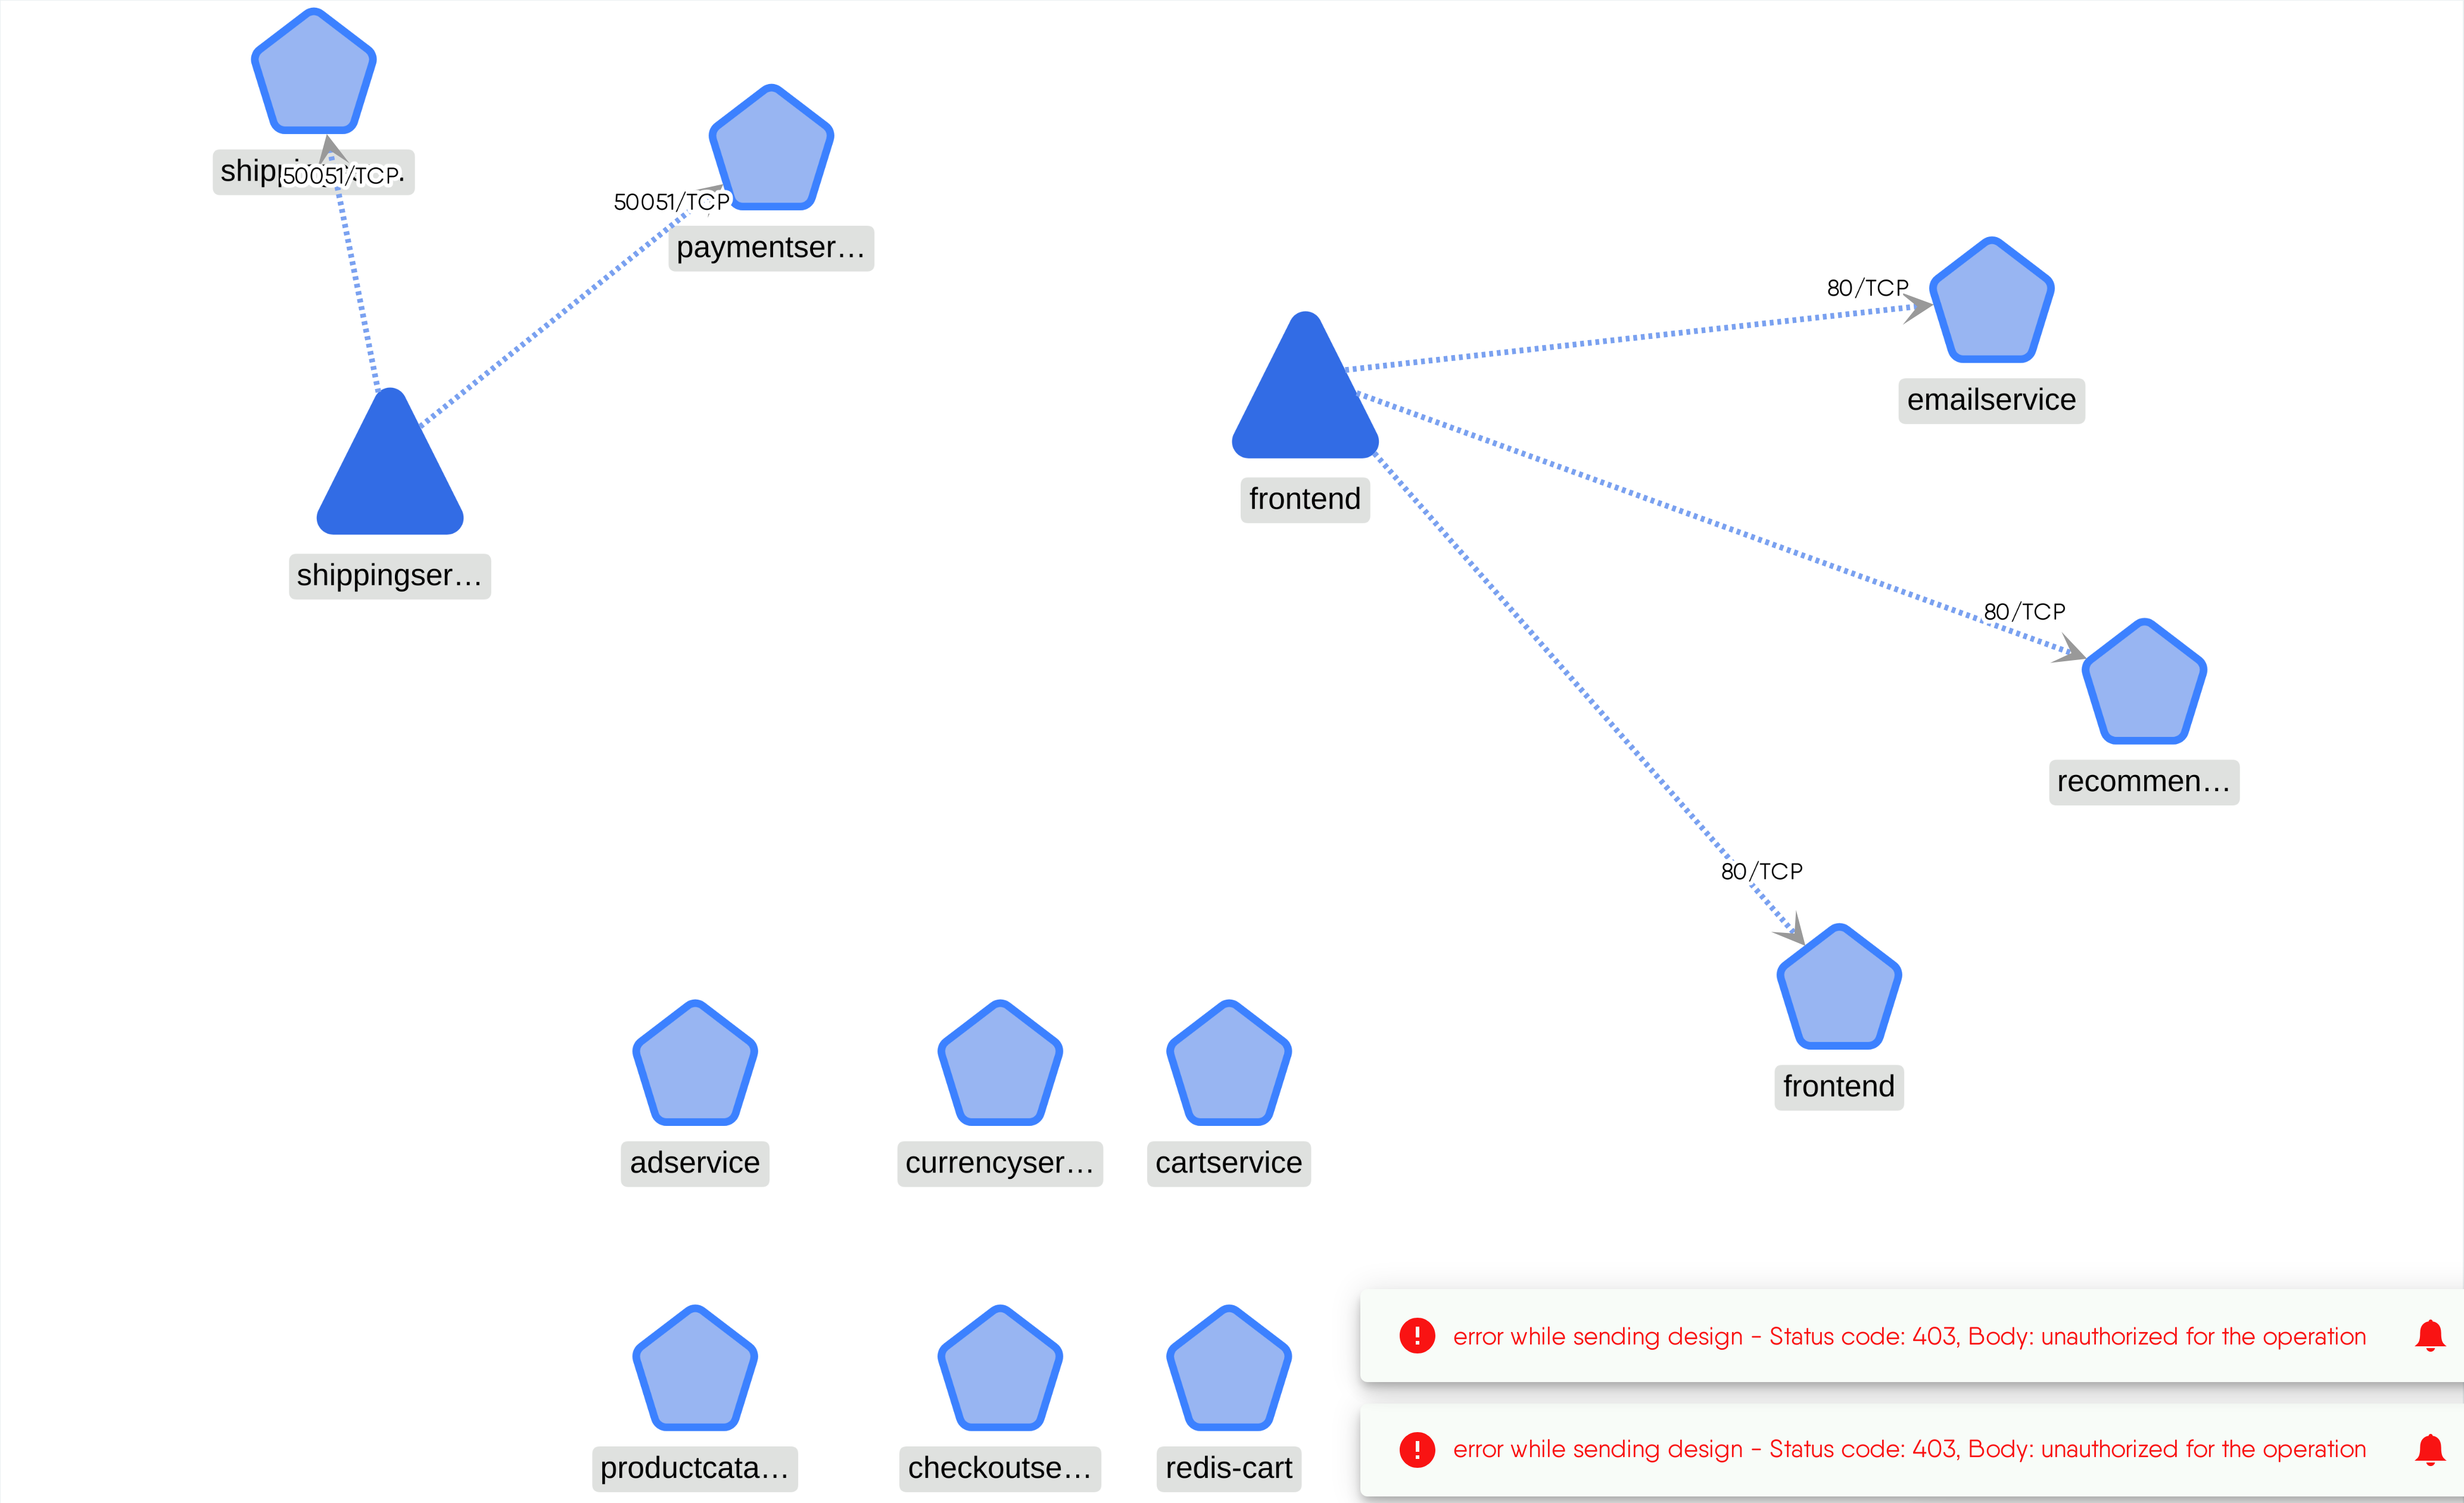 50051/TCP
50051/TCP
paymentser...
80/TCP
emailservice
frontend
shippingser...
80/TCP
recommen...
80/TCP
frontend
adservice
currencyser...
cartservice
error while sending design - Status code: 403, Body: unauthorized for the operation
error while sending design - Status code: 403, Body: unauthorized for the operation
productcata...
checkoutse...
redis-cart